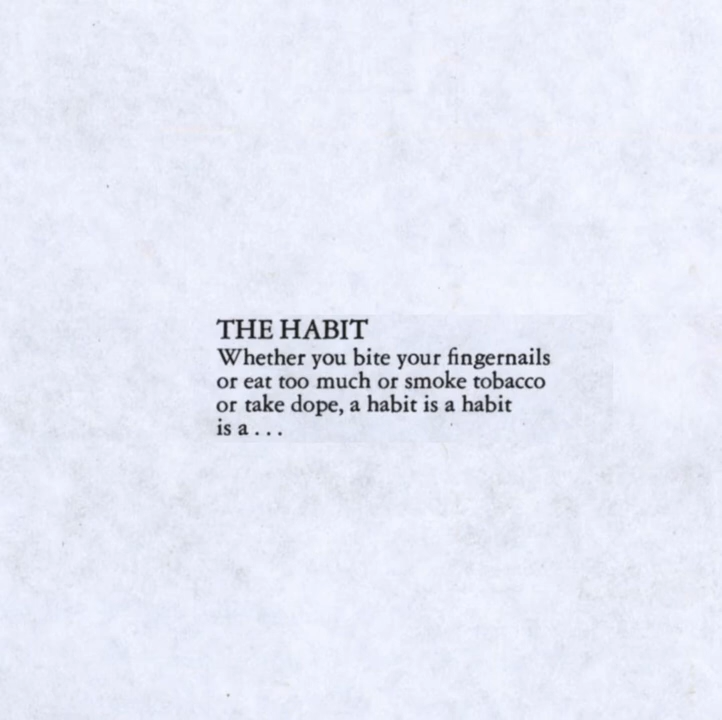 THE HABIT
Whether you bite your fingernails
or eat too much or smoke tobacco
or take dope, a habit is a habit
is a . . .